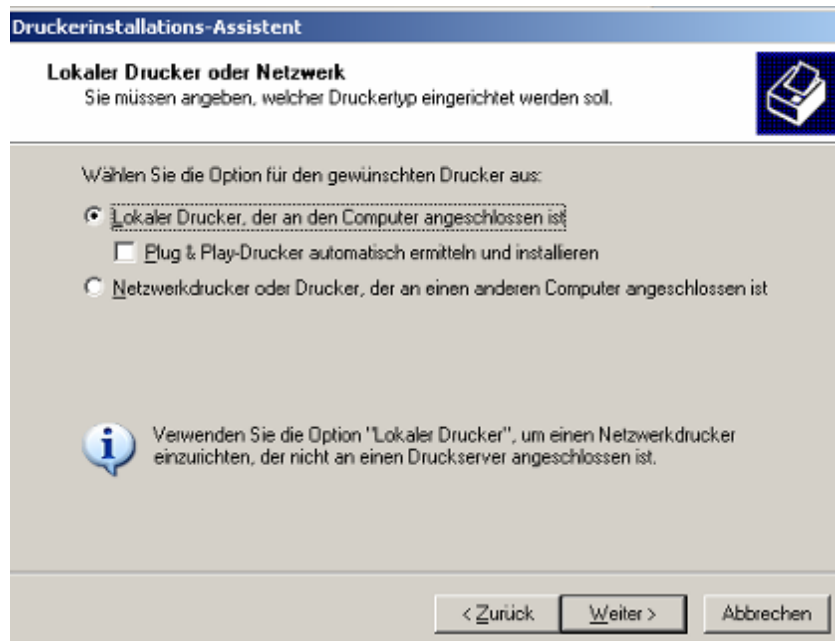 Druckerinstallations-Assistent
Lokaler Drucker oder Netzwerk
Sie müssen angeben, welcher Druckertyp eingerichtet werden soll.
Wählen Sie die Option für den gewünschten Drucker aus:
Lokaler Drucker, der an den Computer angeschlossen ist
Plug & Play-Drucker automatisch ermitteln und installieren
Netzwerkdrucker oder Drucker, der an einen anderen Computer angeschlossen ist
Verwenden Sie die Option "Lokaler Drucker", um einen Netzwerkdrucker
einzurichten, der nicht an einen Druckserver angeschlossen ist.
< Zurück Weiter > Abbrechen